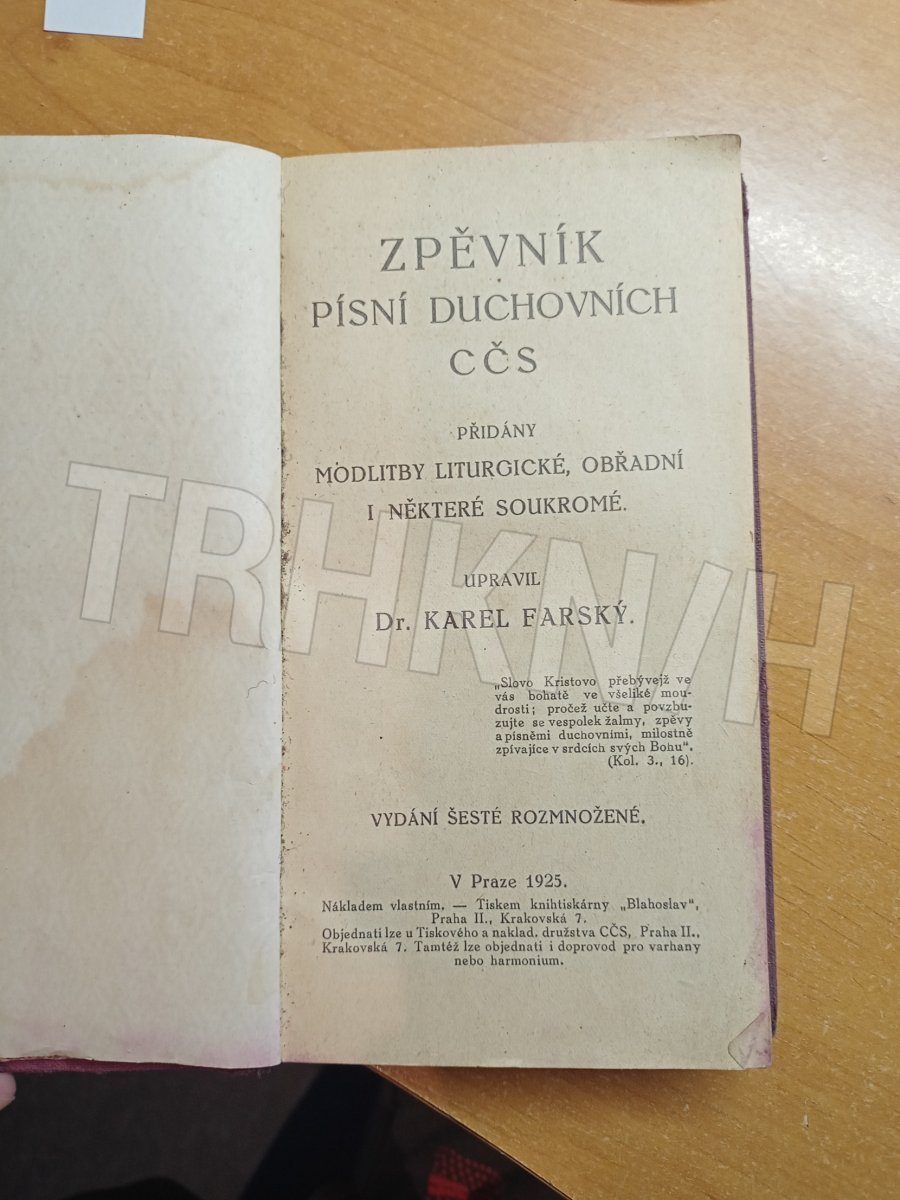 ZPĚVNÍK
PÍSNÍ DUCHOVNÍCH
CČS
PŘIDÁNY
MODLITBY LITURGICKÉ, OBŘADNÍ
I NĚKTERÉ SOUKROMÉ.
UPRAVIL
Dr. KAREL FARSKÝ.
„Slovo Kristovo přebývejž ve
vás bohatě ve všeliké mou-
drosti; pročež učte a povzbu-
zujte se vespolek žalmy, zpěvy
a písněmi duchovními, milostně
zpívajíce v srdcích svých Bohu“.
(Kol. 3., 16).
VYDÁNÍ ŠESTÉ ROZMNOŽENÉ.
V Praze 1925.
Nákladem vlastním. — Tiskem knihtiskárny „Blahoslav“,
Praha II., Krakovská 7.
Objednati lze u Tiskového a naklad. družstva CČS, Praha II.,
Krakovská 7. Tamtéž lze objednati i doprovod pro varhany
nebo harmonium.
TRHKN/H